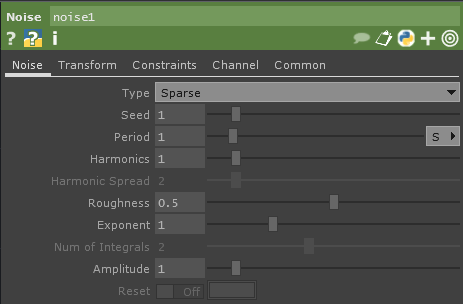 Noise noise1
? ? i
Noise Transform Constraints Channel Common
Type Sparse
Seed 1
Period 1 S
Harmonics 1
Harmonic Spread 2
Roughness 0.5
Exponent 1
Num of Integrals 2
Amplitude 1
Reset Off